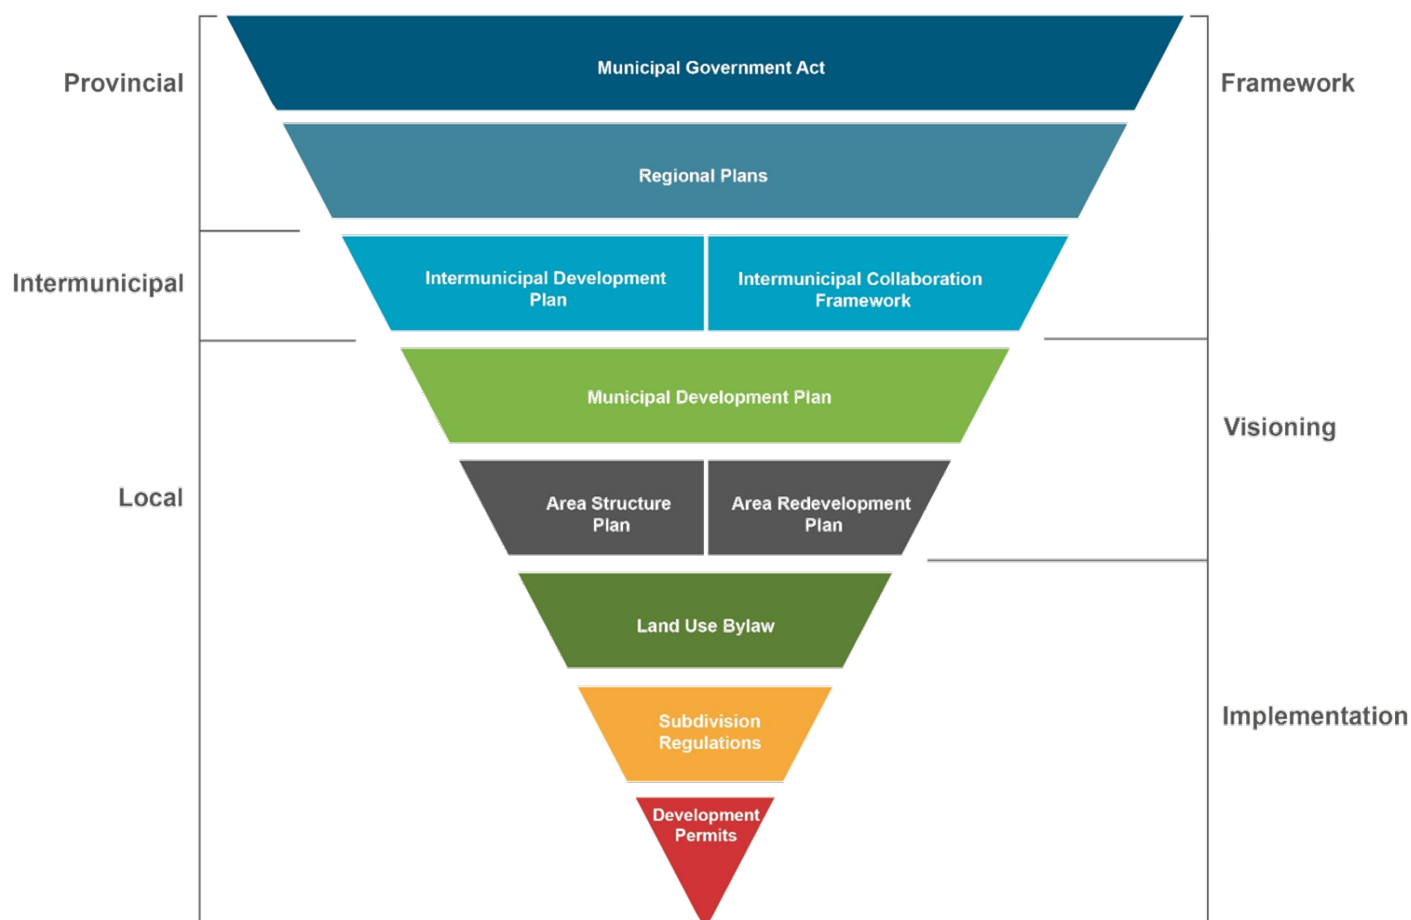 Provincial
Municipal Government Act
Framework
Regional Plans
Intermunicipal
Intermunicipal Development
Plan
Intermunicipal Collaboration
Framework
Municipal Development Plan
Visioning
Local
Area Structure
Plan
Area Redevelopment
Plan
Land Use Bylaw
Subdivision
Regulations
Implementation
Development
Permits